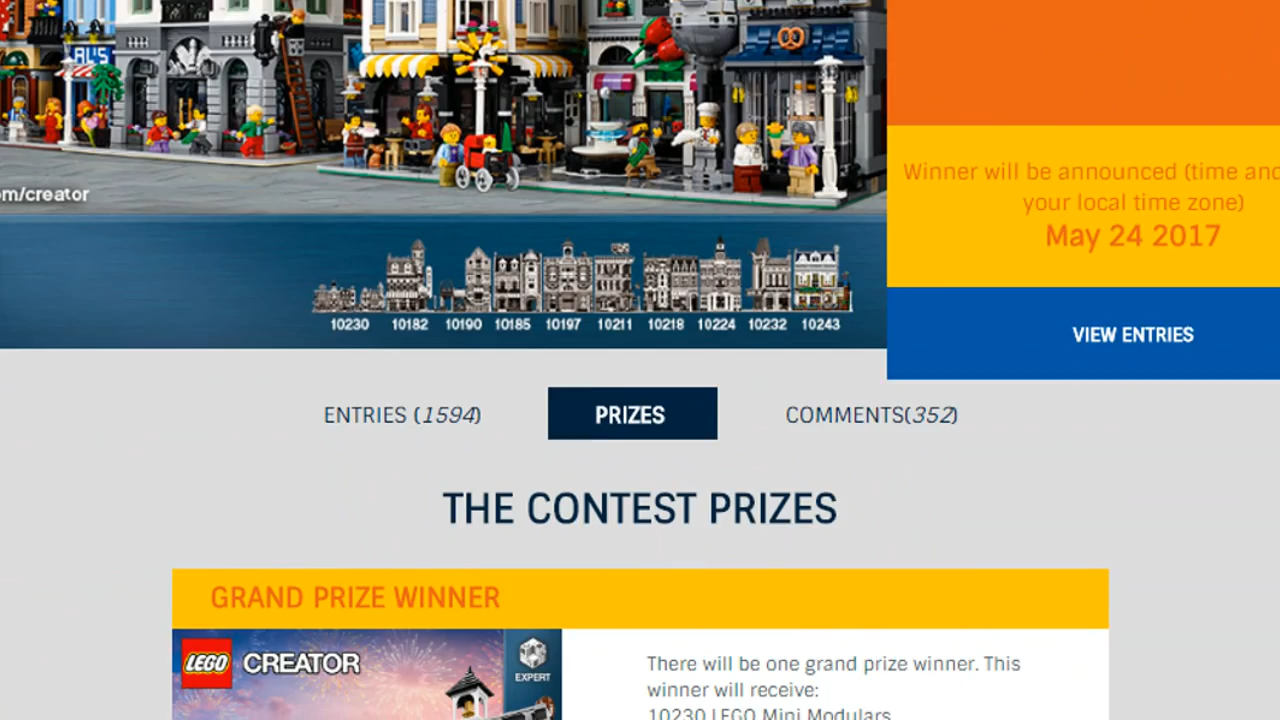 AL'S
om/creator
Winner will be announced (time and
your local time zone)
May 24 2017
10230 10182 10190 10185 10197 10211 10218 10224 10232 10243
VIEW ENTRIES
ENTRIES (1594)
PRIZES
COMMENTS(352)
THE CONTEST PRIZES
GRAND PRIZE WINNER
LEGO CREATOR
EXPERT
There will be one grand prize winner. This
winner will receive:
10230 LEGO Mini Modulars